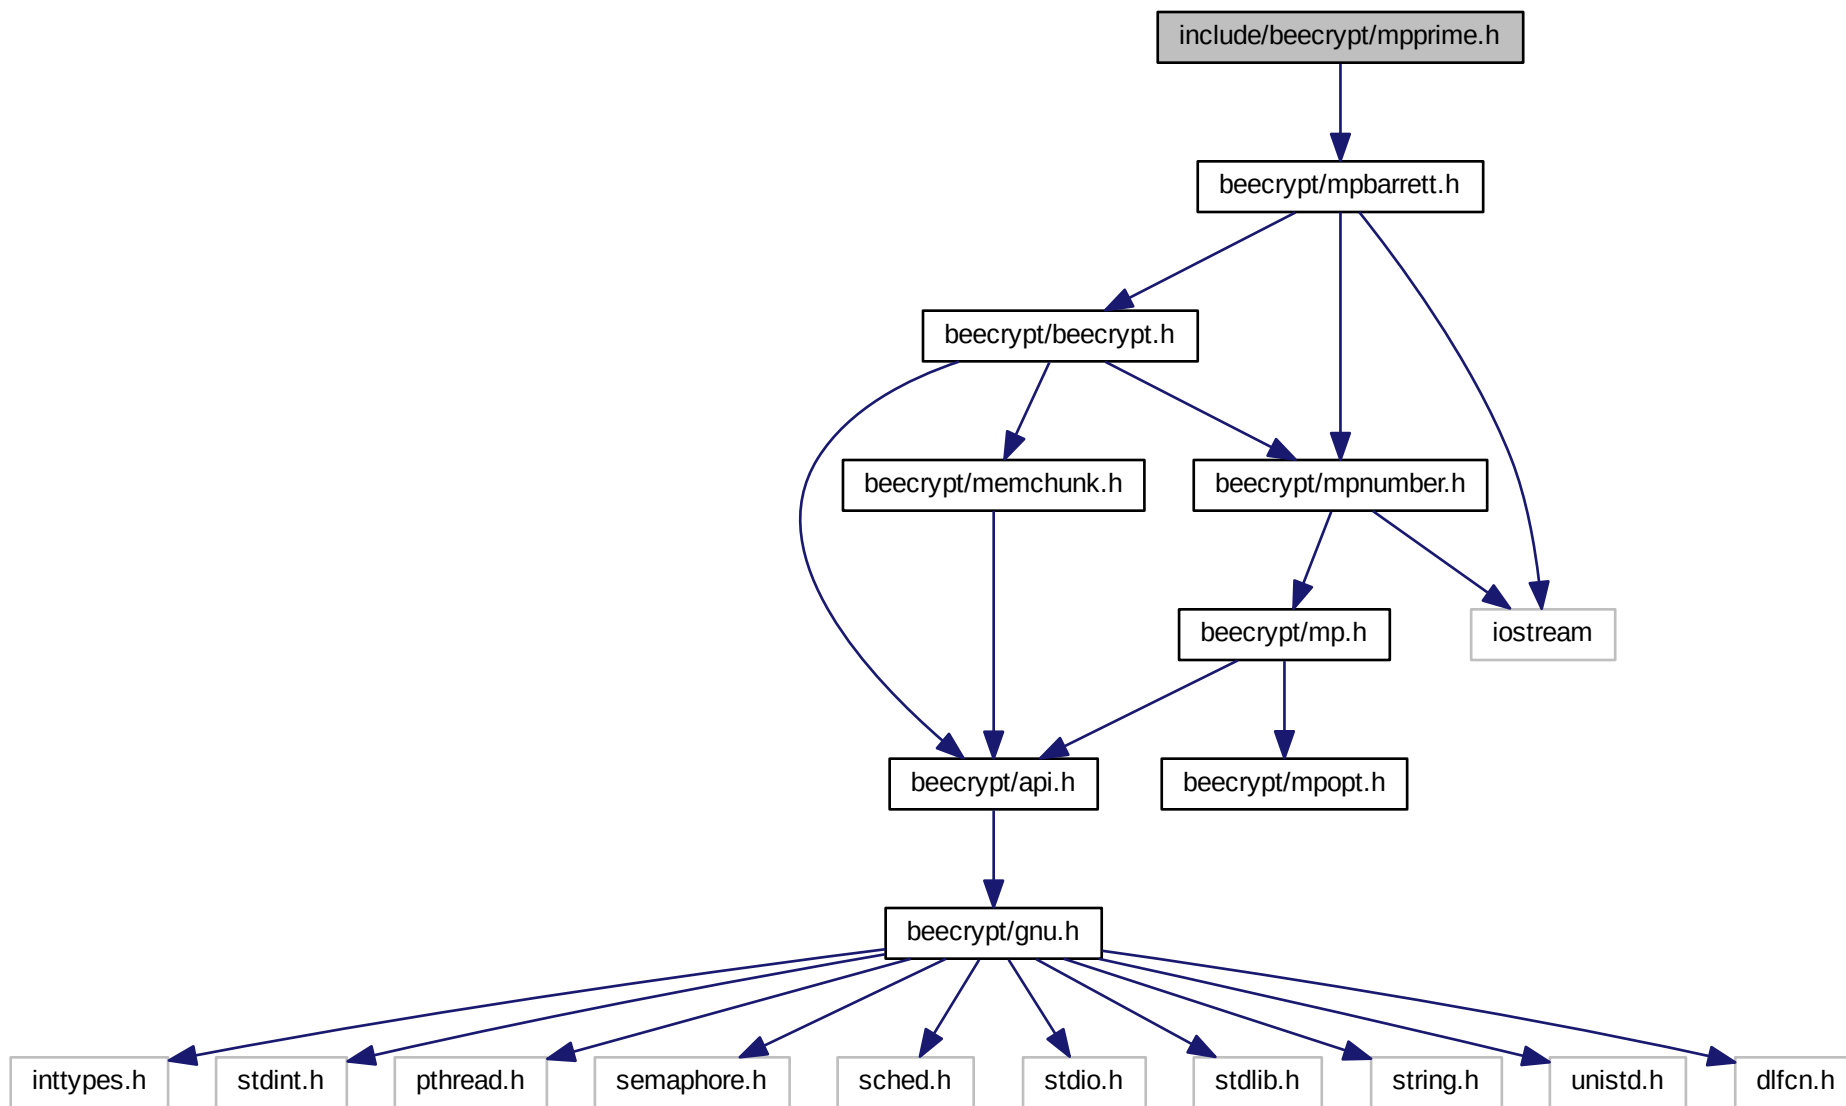 include/beecrypt/mpprime.h
beecrypt/mpbarrett.h
beecrypt/beecrypt.h
beecrypt/memchunk.h
beecrypt/mpnumber.h
beecrypt/mp.h
iostream
beecrypt/api.h
beecrypt/mpopt.h
beecrypt/gnu.h
inttypes.h
stdint.h
pthread.h
semaphore.h
sched.h
stdio.h
stdlib.h
string.h
unistd.h
dlfcn.h